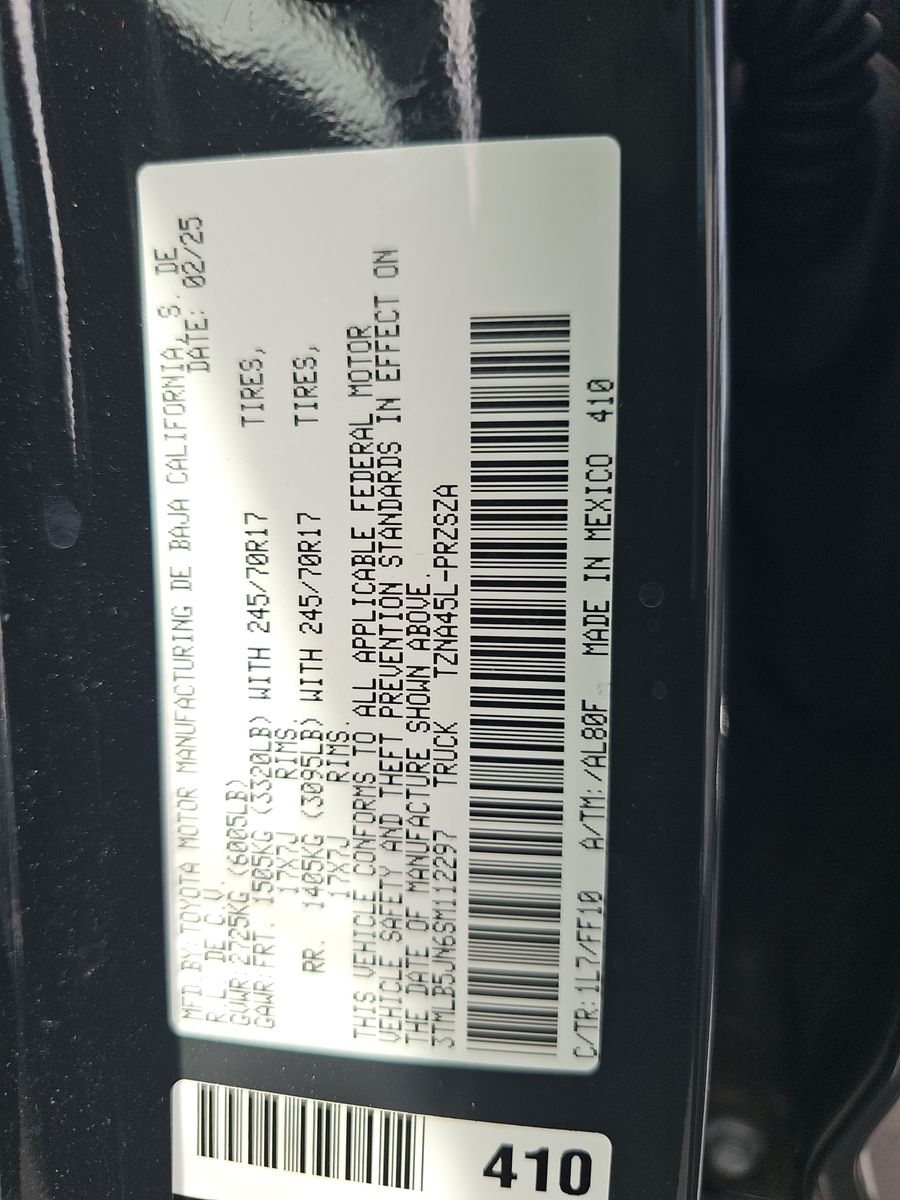 MFD.BY:TOYOTA MOTOR MANUFACTURING DE BAJA CALIFORNIA, S. DE
R.L. DE C.V. DATE: 02/25
GVWR:2725KG (6005LB)
GAWR:FRT. 1505KG (3320LB) WITH 245/70R17 TIRES,
17X7J RIMS.
RR. 1405KG (3095LB) WITH 245/70R17 TIRES,
17X7J RIMS.
THIS VEHICLE CONFORMS TO ALL APPLICABLE FEDERAL MOTOR
VEHICLE SAFETY AND THEFT PREVENTION STANDARDS IN EFFECT ON
THE DATE OF MANUFACTURE SHOWN ABOVE.
3TMLB5JN6SM112297 TRUCK TZNA45L-PRZSZA
C/TR:1L7/FF10 A/TM:/AL80F MADE IN MEXICO 410
410